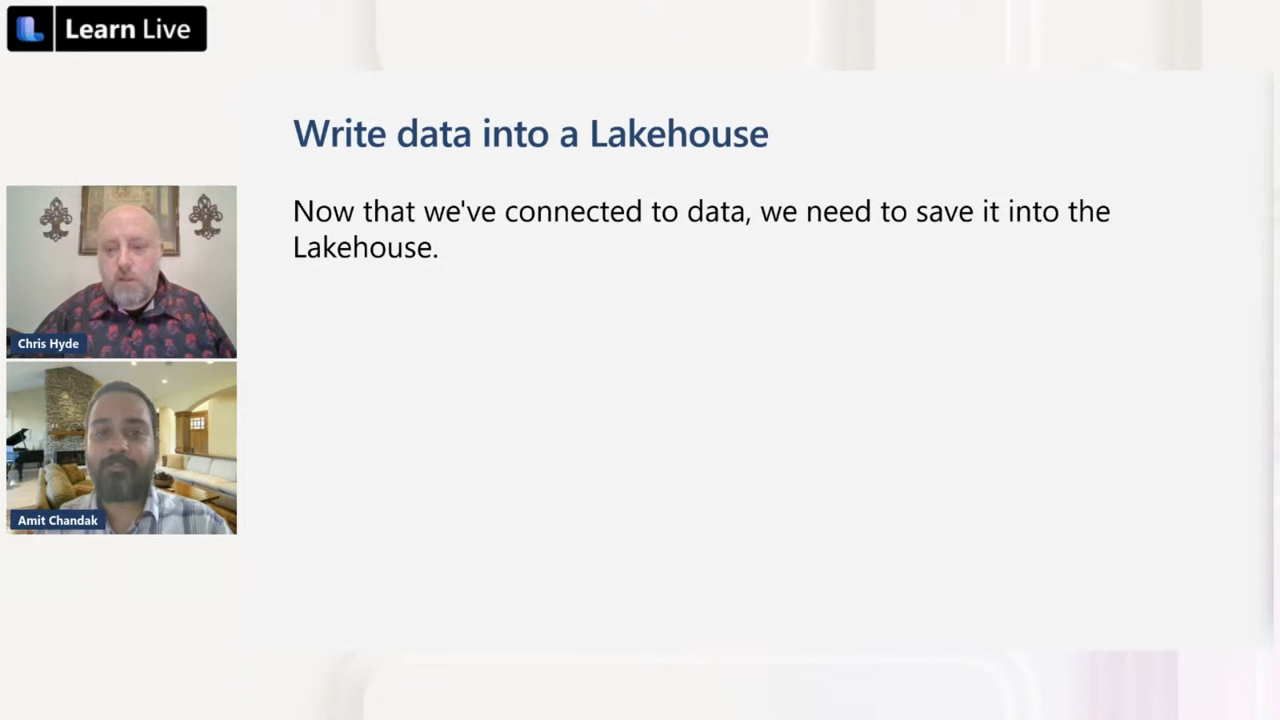 Learn Live
Write data into a Lakehouse
Now that we've connected to data, we need to save it into the
Lakehouse.
Chris Hyde
Amit Chandak